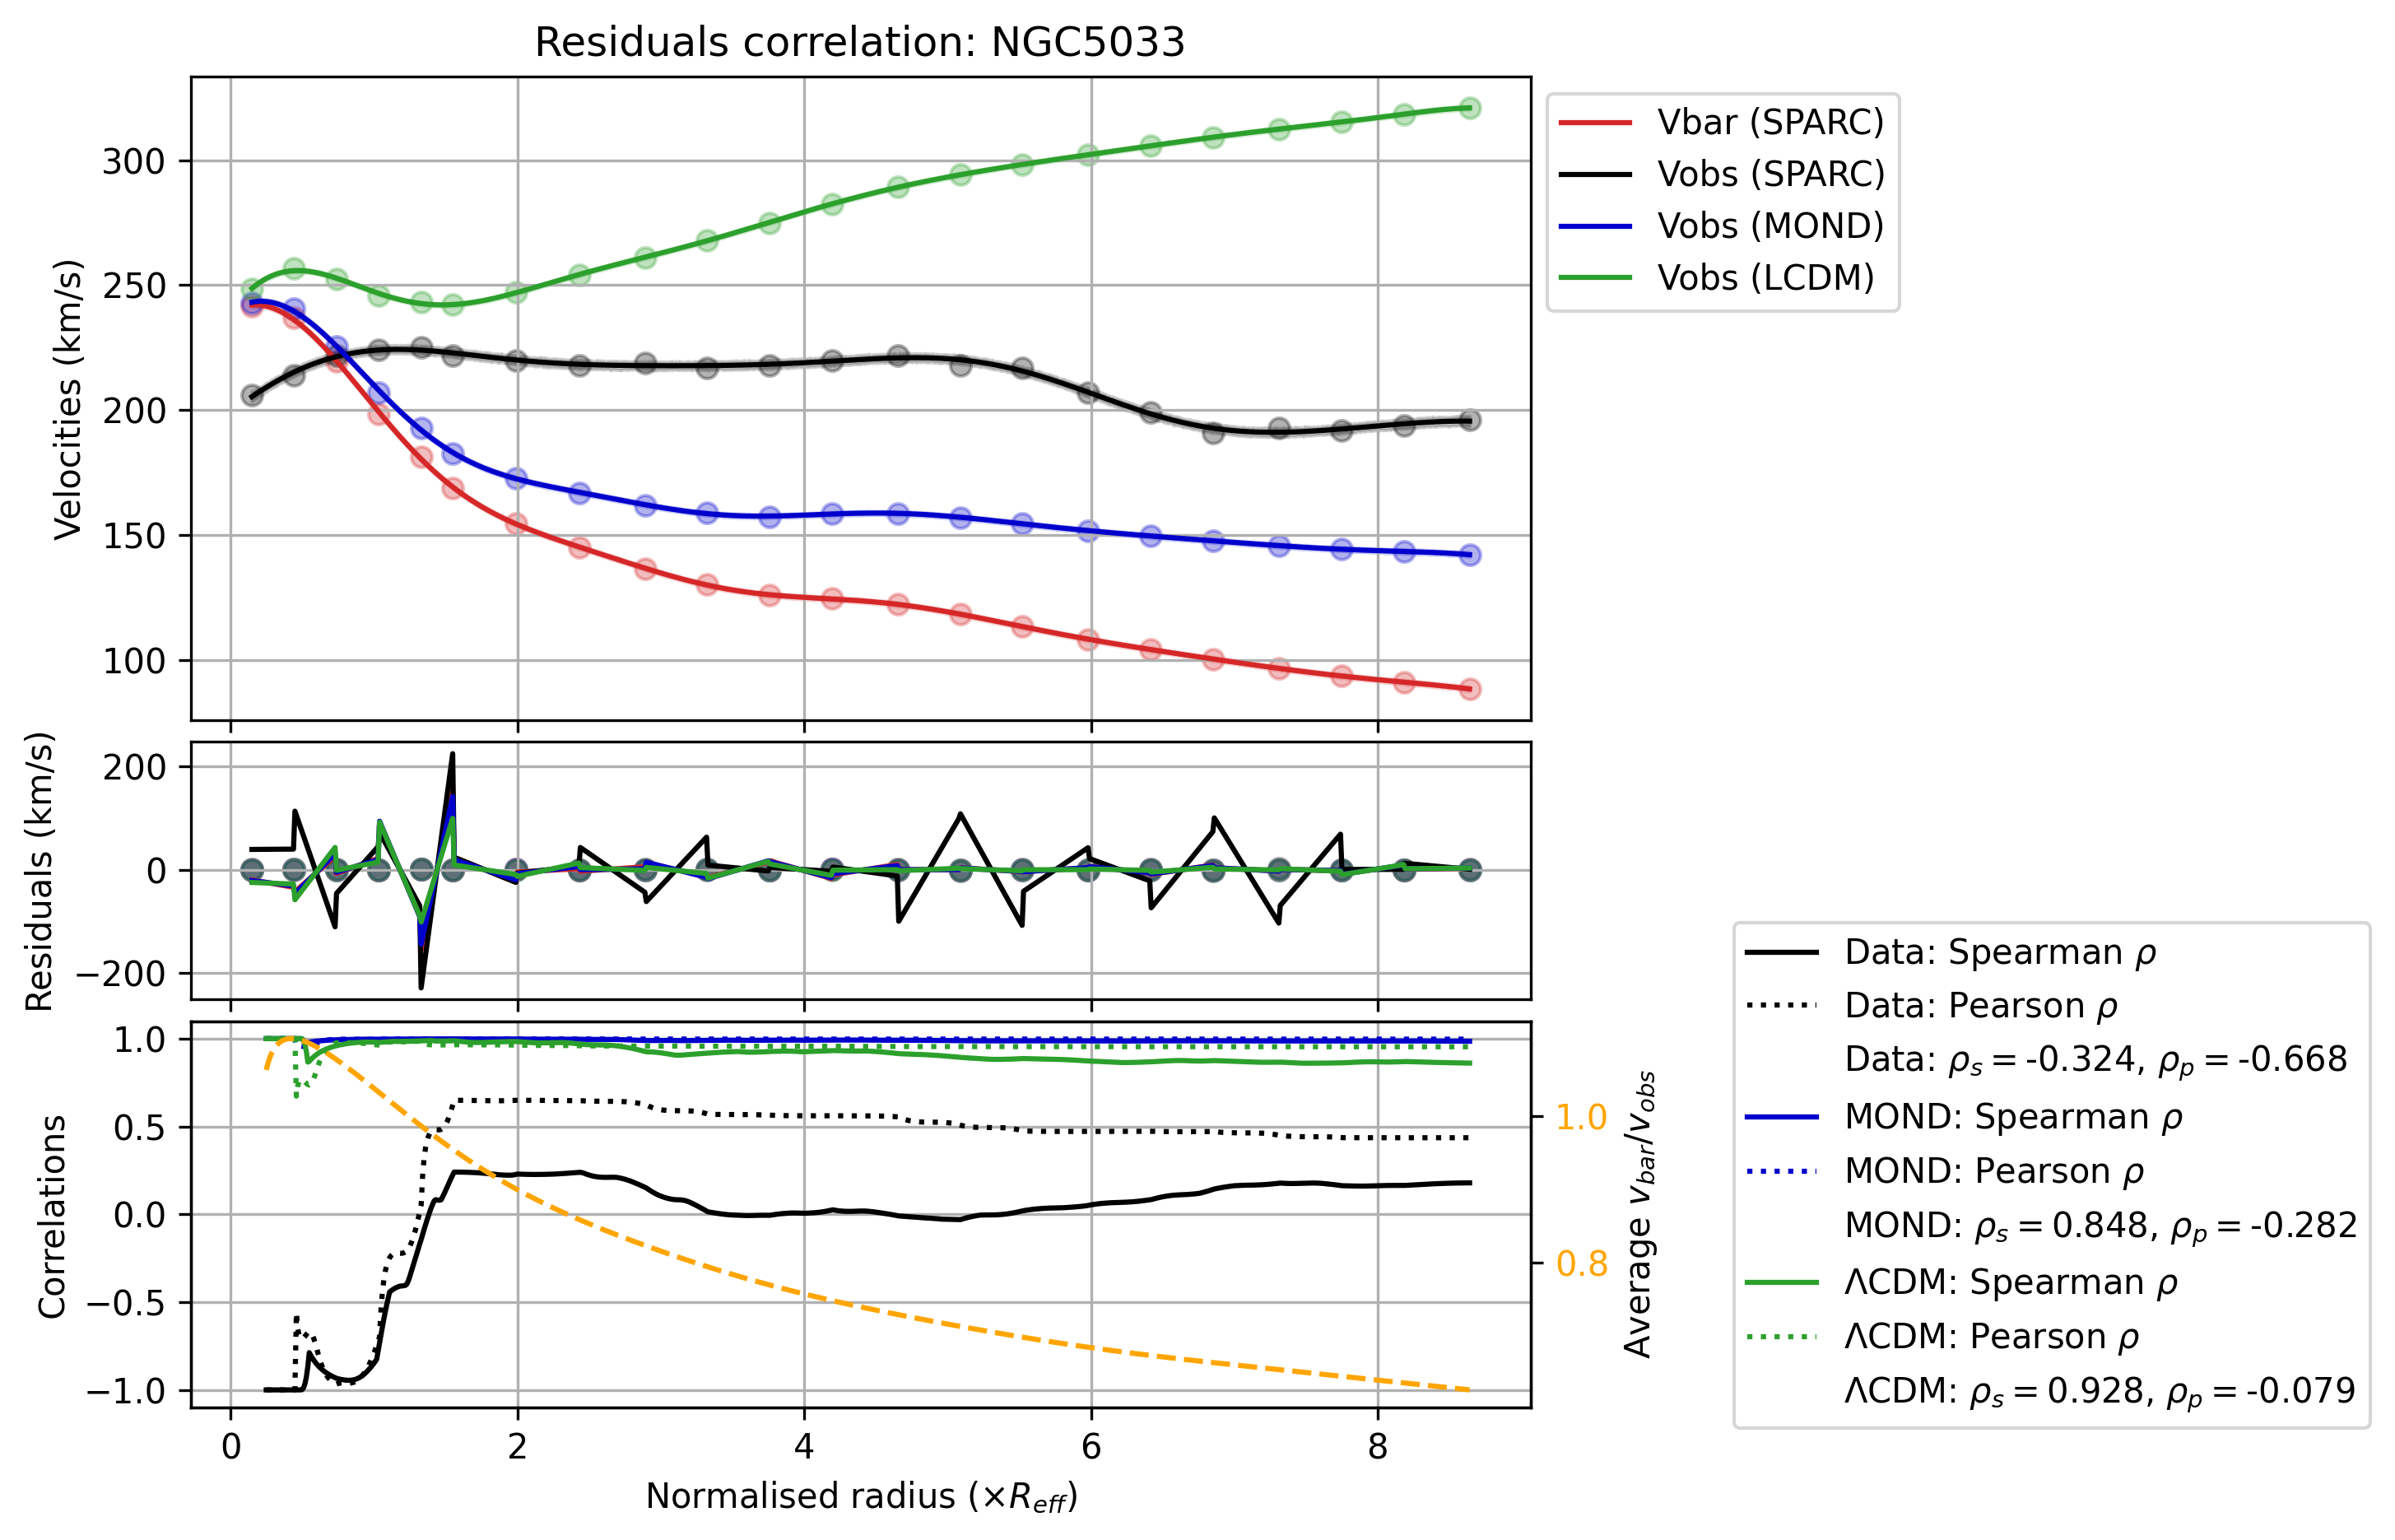 Residuals correlation: NGC5033
Velocities (km/s)
300
250
200
150
100
Vbar (SPARC)
Vobs (SPARC)
Vobs (MOND)
Vobs (LCDM)
Residuals (km/s)
200
0
−200
Correlations
1.0
0.5
0.0
−0.5
−1.0
1.0
0.8
Average v_bar/v_obs
0 2 4 6 8
Normalised radius (×R_eff)
Data: Spearman ρ
Data: Pearson ρ
Data: ρ_s = -0.324, ρ_p = -0.668
MOND: Spearman ρ
MOND: Pearson ρ
MOND: ρ_s = 0.848, ρ_p = -0.282
ΛCDM: Spearman ρ
ΛCDM: Pearson ρ
ΛCDM: ρ_s = 0.928, ρ_p = -0.079